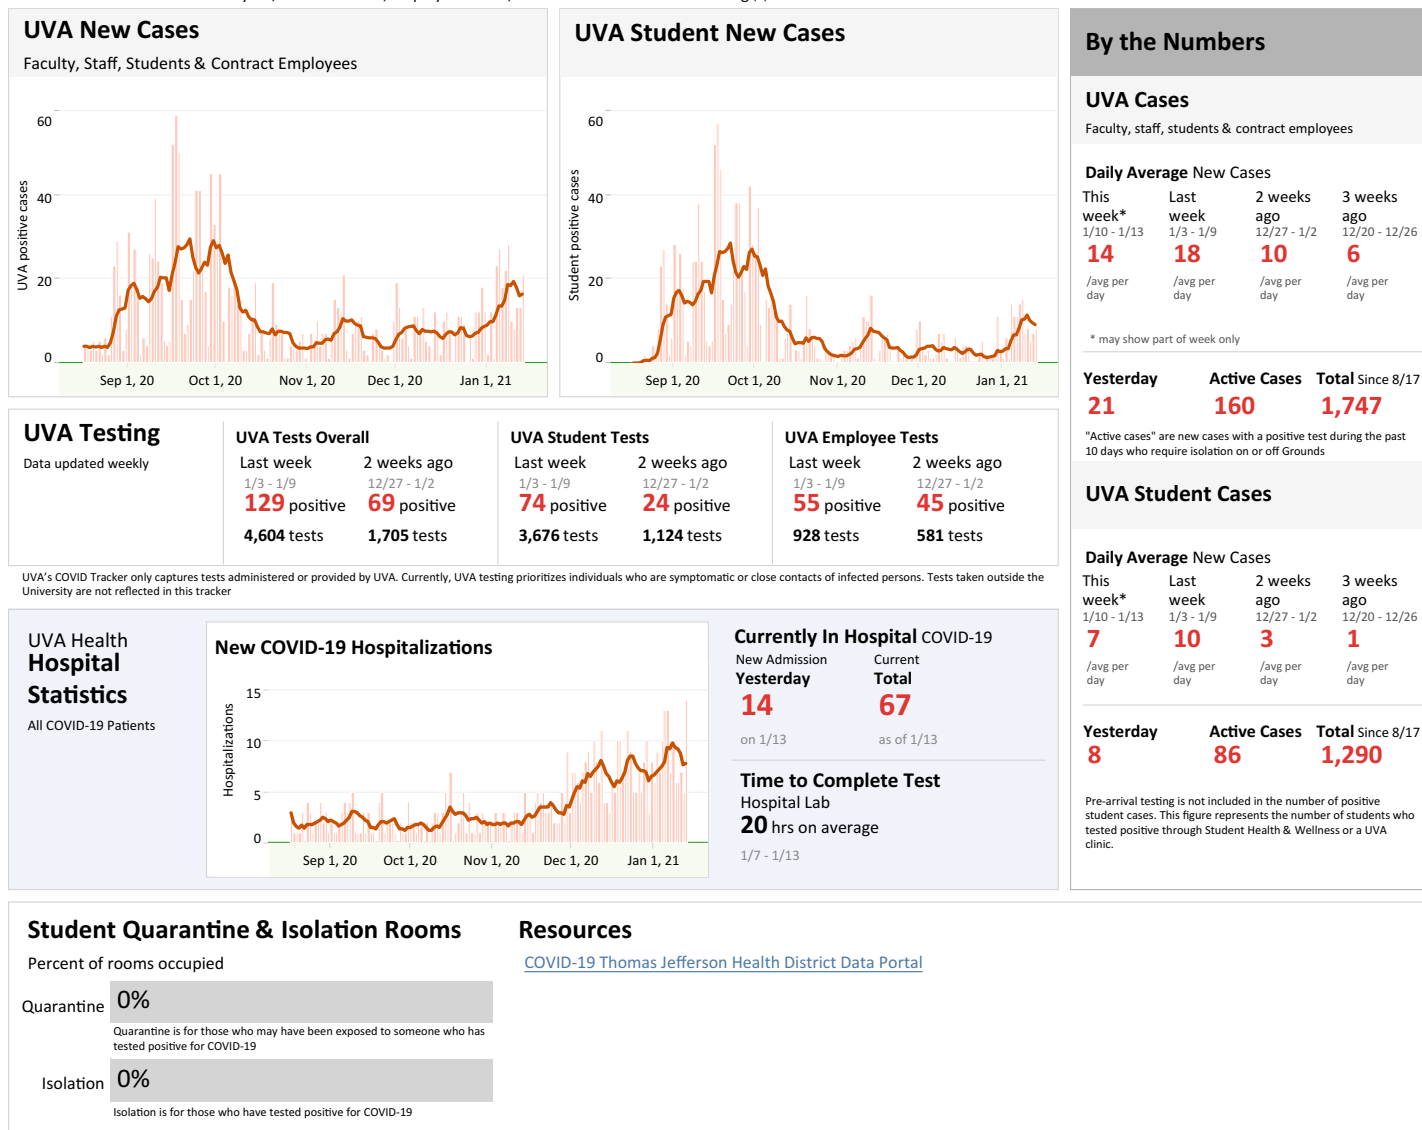 UVA New Cases
Faculty, Staff, Students & Contract Employees
UVA positive cases
60
40
20
0
Sep 1, 20 Oct 1, 20 Nov 1, 20 Dec 1, 20 Jan 1, 21
UVA Student New Cases
Student positive cases
60
40
20
0
Sep 1, 20 Oct 1, 20 Nov 1, 20 Dec 1, 20 Jan 1, 21
UVA Testing
Data updated weekly
UVA Tests Overall
Last week 2 weeks ago
1/3 - 1/9 12/27 - 1/2
129 positive 69 positive
4,604 tests 1,705 tests
UVA Student Tests
Last week 2 weeks ago
1/3 - 1/9 12/27 - 1/2
74 positive 24 positive
3,676 tests 1,124 tests
UVA Employee Tests
Last week 2 weeks ago
1/3 - 1/9 12/27 - 1/2
55 positive 45 positive
928 tests 581 tests
UVA's COVID Tracker only captures tests administered or provided by UVA. Currently, UVA testing prioritizes individuals who are symptomatic or close contacts of infected persons. Tests taken outside the
University are not reflected in this tracker
UVA Health
Hospital
Statistics
All COVID-19 Patients
New COVID-19 Hospitalizations
Hospitalizations
15
10
5
0
Sep 1, 20 Oct 1, 20 Nov 1, 20 Dec 1, 20 Jan 1, 21
Currently In Hospital COVID-19
New Admission Current
Yesterday Total
14 67
on 1/13 as of 1/13
Time to Complete Test
Hospital Lab
20 hrs on average
1/7 - 1/13
By the Numbers
UVA Cases
Faculty, staff, students & contract employees
Daily Average New Cases
This Last 2 weeks 3 weeks
week* week ago ago
1/10 - 1/13 1/3 - 1/9 12/27 - 1/2 12/20 - 12/26
14 18 10 6
/avg per /avg per /avg per /avg per
day day day day
* may show part of week only
Yesterday Active Cases Total Since 8/17
21 160 1,747
"Active cases" are new cases with a positive test during the past
10 days who require isolation on or off Grounds
UVA Student Cases
Daily Average New Cases
This Last 2 weeks 3 weeks
week* week ago ago
1/10 - 1/13 1/3 - 1/9 12/27 - 1/2 12/20 - 12/26
7 10 3 1
/avg per /avg per /avg per /avg per
day day day day
Yesterday Active Cases Total Since 8/17
8 86 1,290
Pre-arrival testing is not included in the number of positive
student cases. This figure represents the number of students who
tested positive through Student Health & Wellness or a UVA
clinic.
Student Quarantine & Isolation Rooms
Percent of rooms occupied
Quarantine 0%
Quarantine is for those who may have been exposed to someone who has
tested positive for COVID-19
Isolation 0%
Isolation is for those who have tested positive for COVID-19
Resources
COVID-19 Thomas Jefferson Health District Data Portal